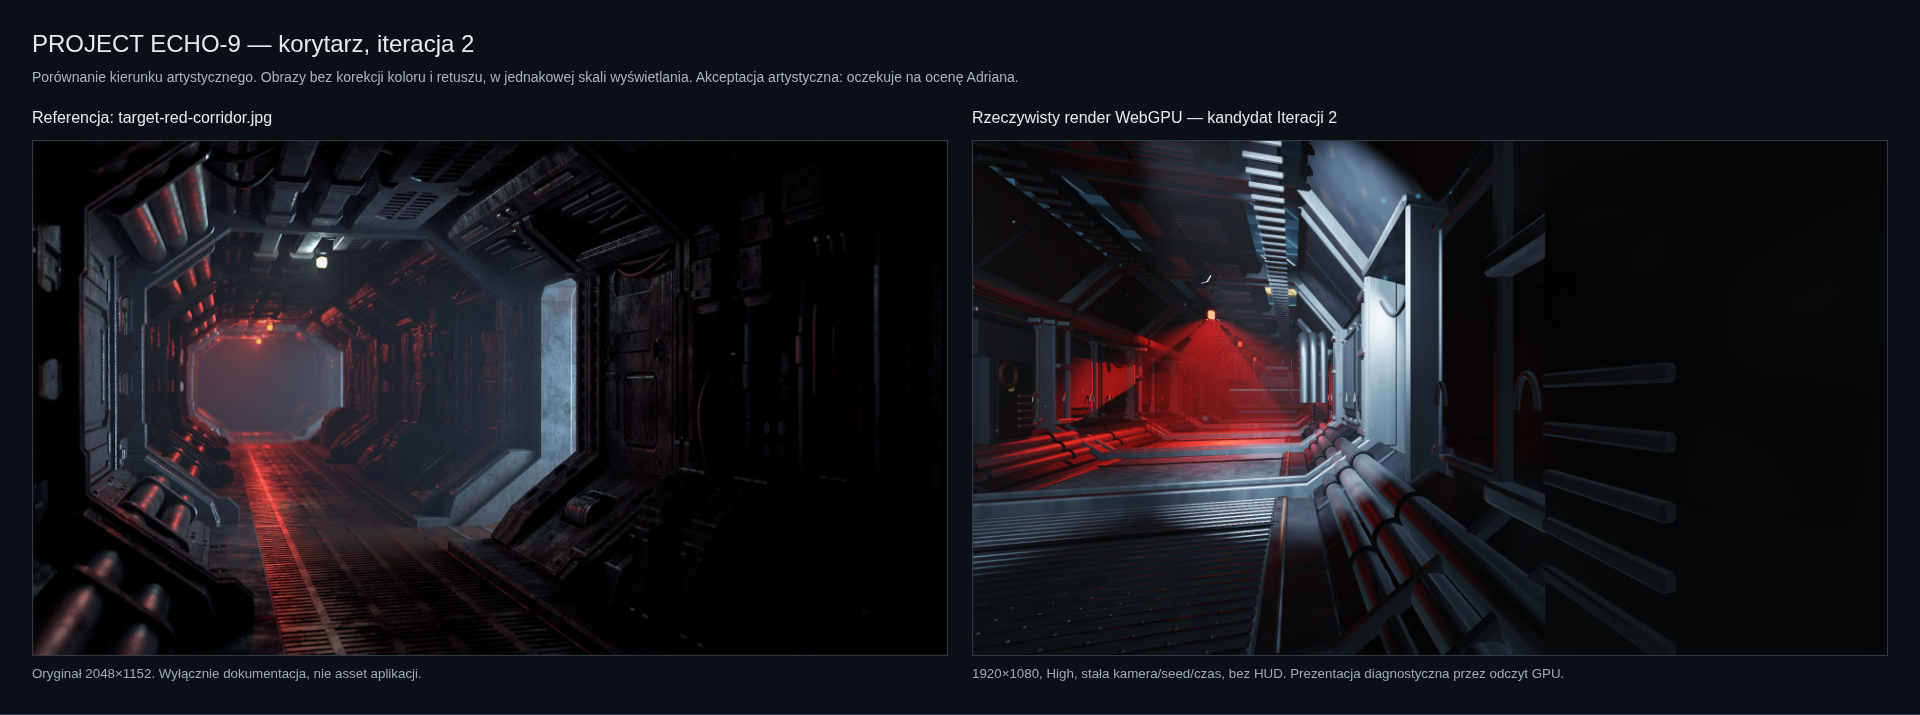 PROJECT ECHO-9 — korytarz, iteracja 2
Porównanie kierunku artystycznego. Obrazy bez korekcji koloru i retuszu, w jednakowej skali wyświetlania. Akceptacja artystyczna: oczekuje na ocenę Adriana.
Referencja: target-red-corridor.jpg
Rzeczywisty render WebGPU — kandydat Iteracji 2
Oryginał 2048×1152. Wyłącznie dokumentacja, nie asset aplikacji.
1920×1080, High, stała kamera/seed/czas, bez HUD. Prezentacja diagnostyczna przez odczyt GPU.